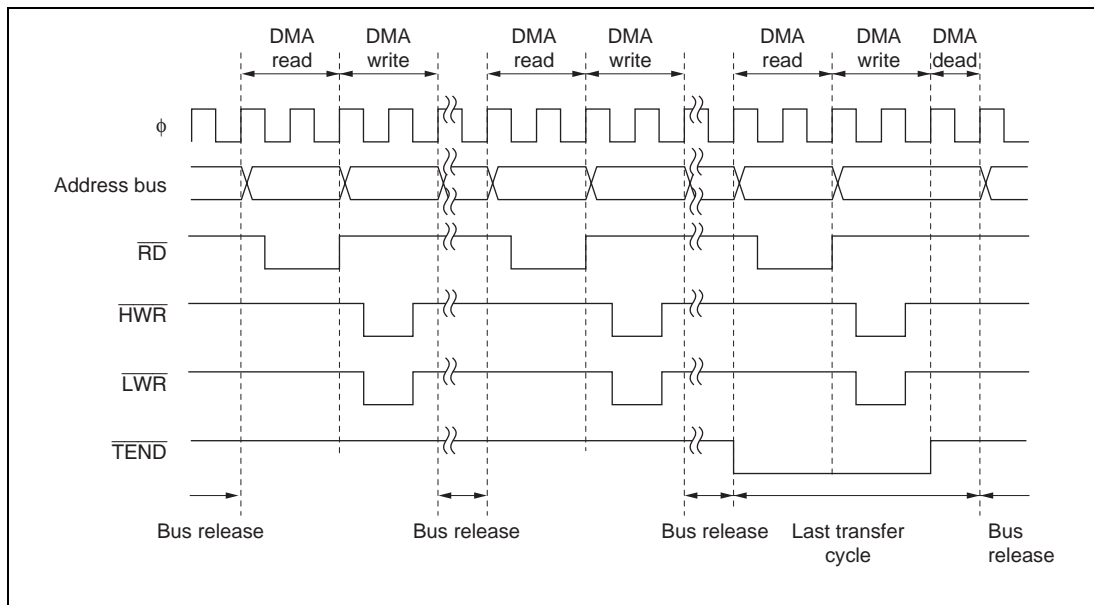 DMA read
DMA write
DMA read
DMA write
DMA read
DMA write
DMA dead
ϕ
Address bus
RD
HWR
LWR
TEND
Bus release
Bus release
Bus release
Last transfer cycle
Bus release